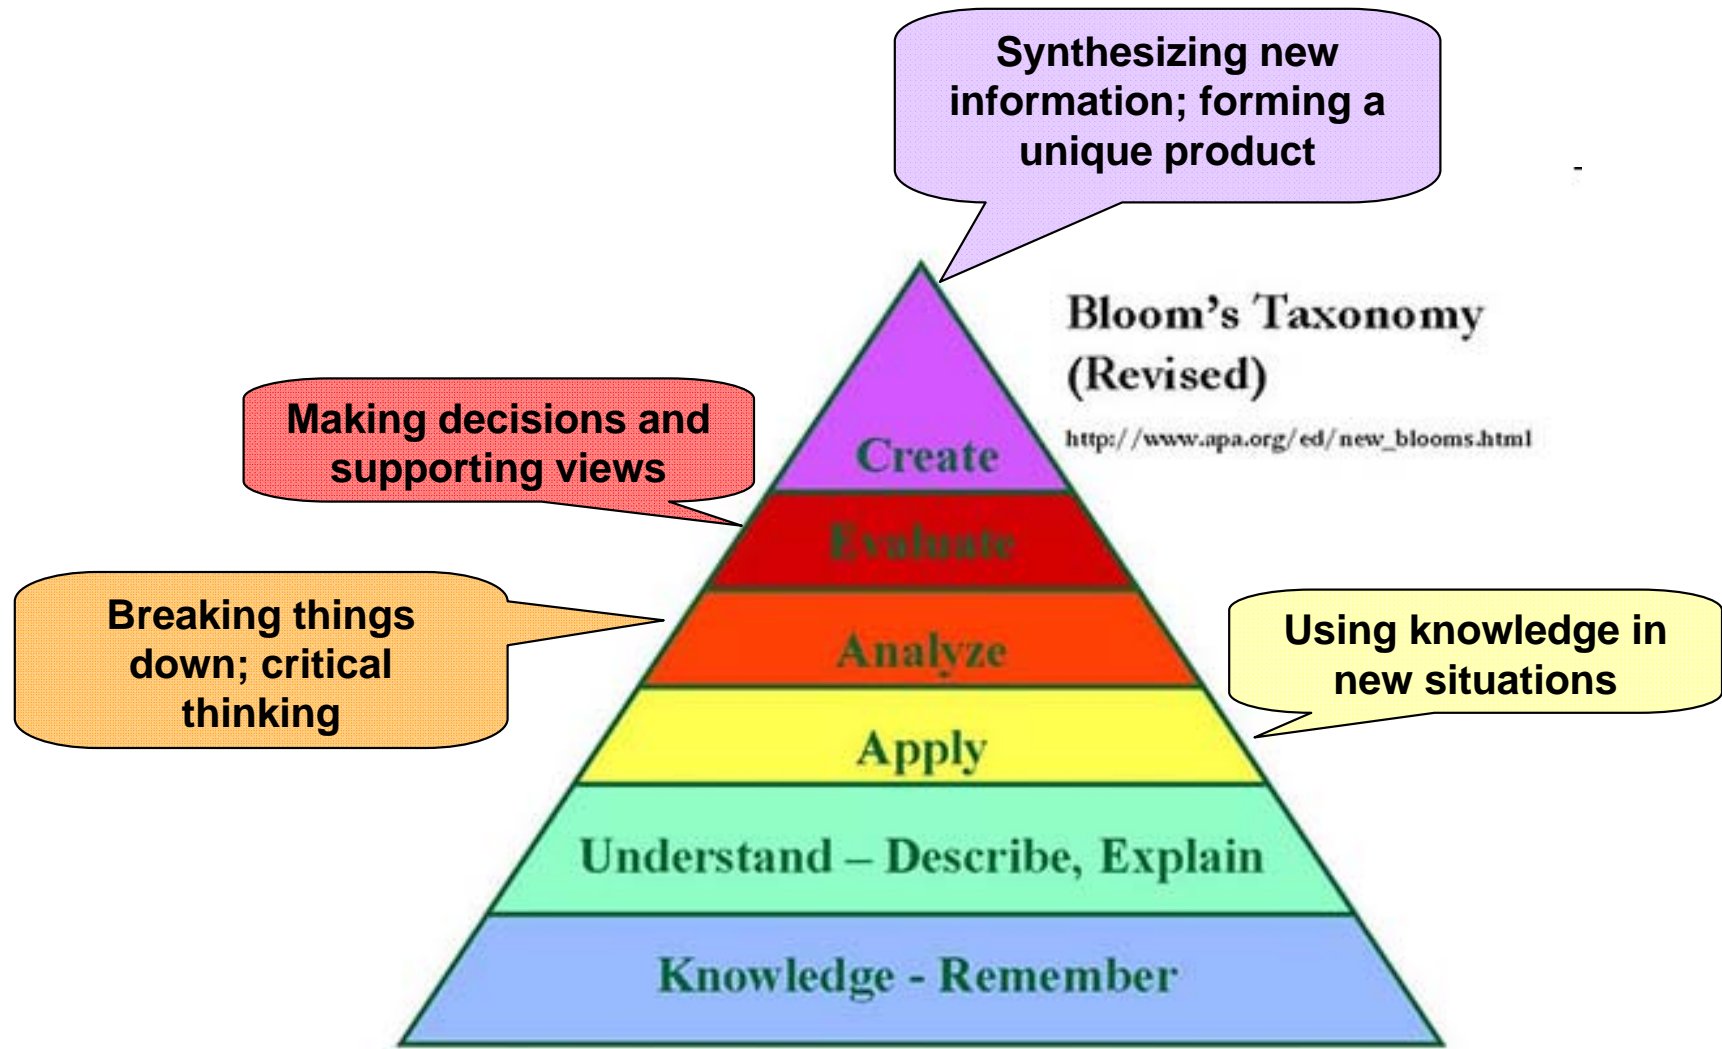 Synthesizing new
information; forming a
unique product
Bloom's Taxonomy
(Revised)
http://www.apa.org/ed/new_blooms.html
Making decisions and
supporting views
Create
Evaluate
Breaking things
down; critical
thinking
Analyze
Using knowledge in
new situations
Apply
Understand – Describe, Explain
Knowledge - Remember